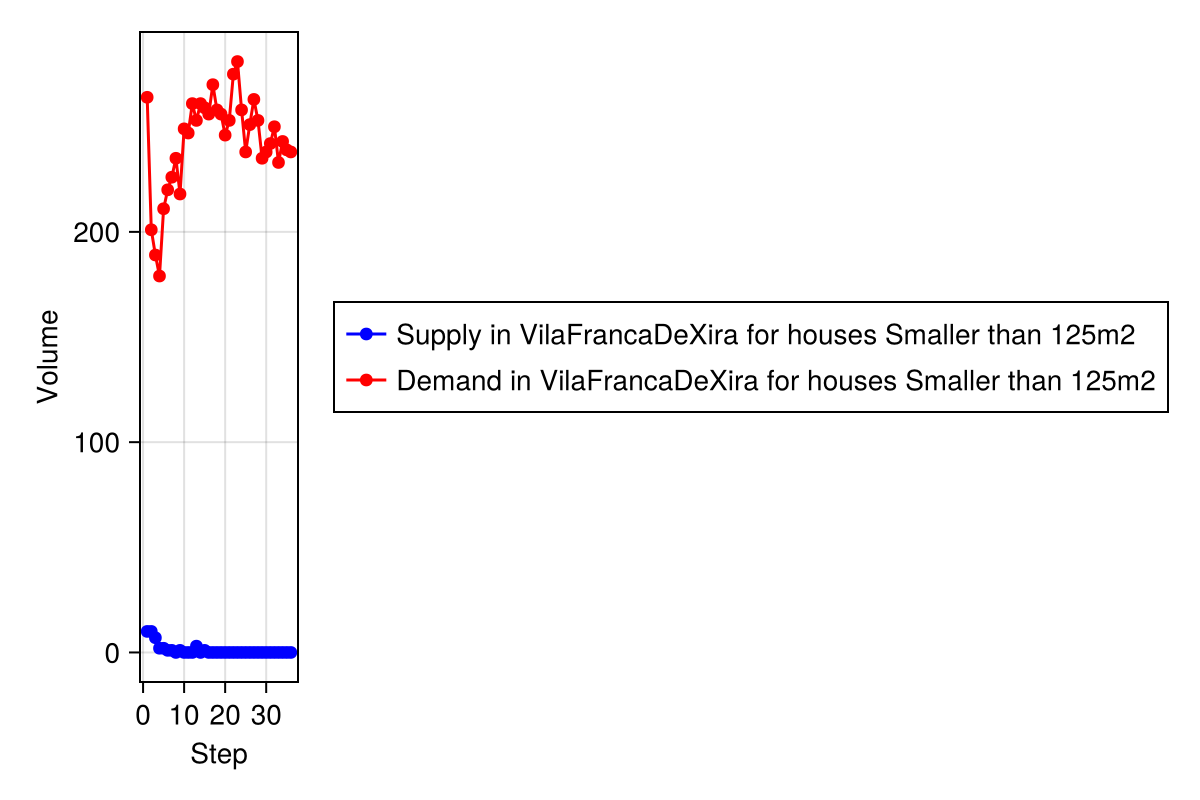 200
100
0
Volume
0 10 20 30
Step
Supply in VilaFrancaDeXira for houses Smaller than 125m2
Demand in VilaFrancaDeXira for houses Smaller than 125m2